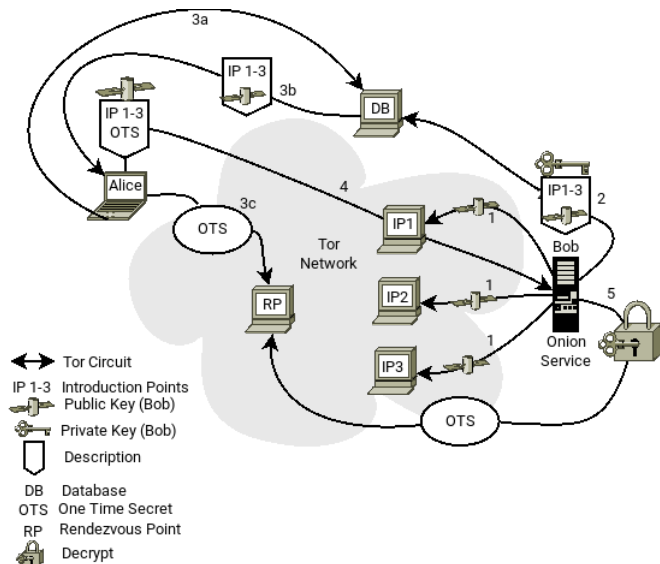 3a
IP 1-3
3b
DB
IP 1-3
OTS
Alice
4
IP1-3
2
3c
OTS
IP1
1
Bob
Tor
Network
RP
IP2
1
5
Onion
Service
1
IP3
OTS
Tor Circuit
IP 1-3 Introduction Points
Public Key (Bob)
Private Key (Bob)
Description
DB Database
OTS One Time Secret
RP Rendezvous Point
Decrypt